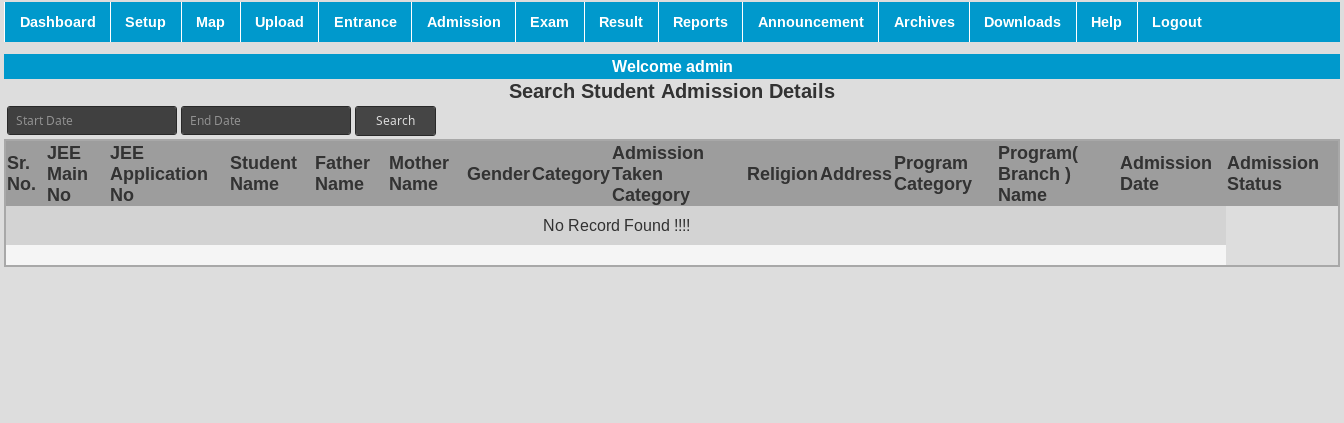 Dashboard Setup Map Upload Entrance Admission Exam Result Reports Announcement Archives Downloads Help Logout
Welcome admin
Search Student Admission Details
Start Date End Date Search
Sr. No. JEE Main No JEE Application No Student Name Father Name Mother Name Gender Category Admission Taken Category Religion Address Program Category Program( Branch ) Name Admission Date Admission Status
No Record Found !!!!